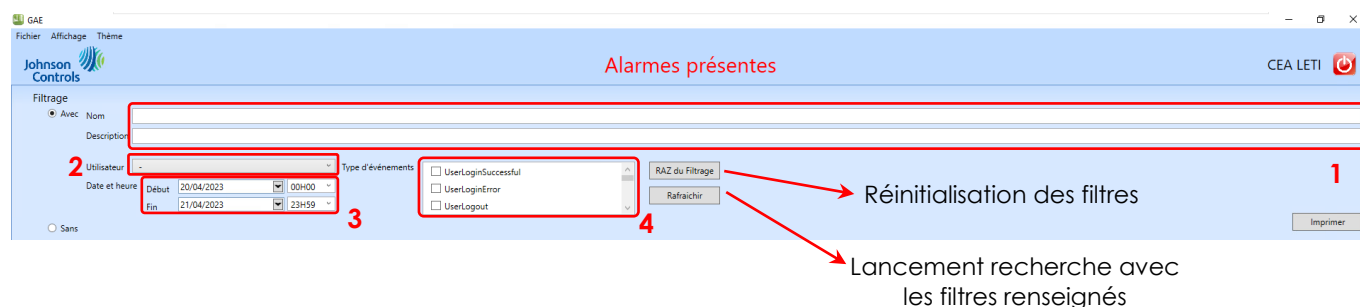 GAE
Fichier Affichage Thème
Johnson
Controls
Alarmes présentes
CEA LETI
Filtrage
Avec Nom
Description
1
2 Utilisateur - Type d'événements
UserLoginSuccessful
UserLoginError
UserLogout
RAZ du Filtrage
Rafraichir
Date et heure Début 20/04/2023 00H00
Fin 21/04/2023 23H59
3
4
Réinitialisation des filtres
Sans
Imprimer
Lancement recherche avec
les filtres renseignés